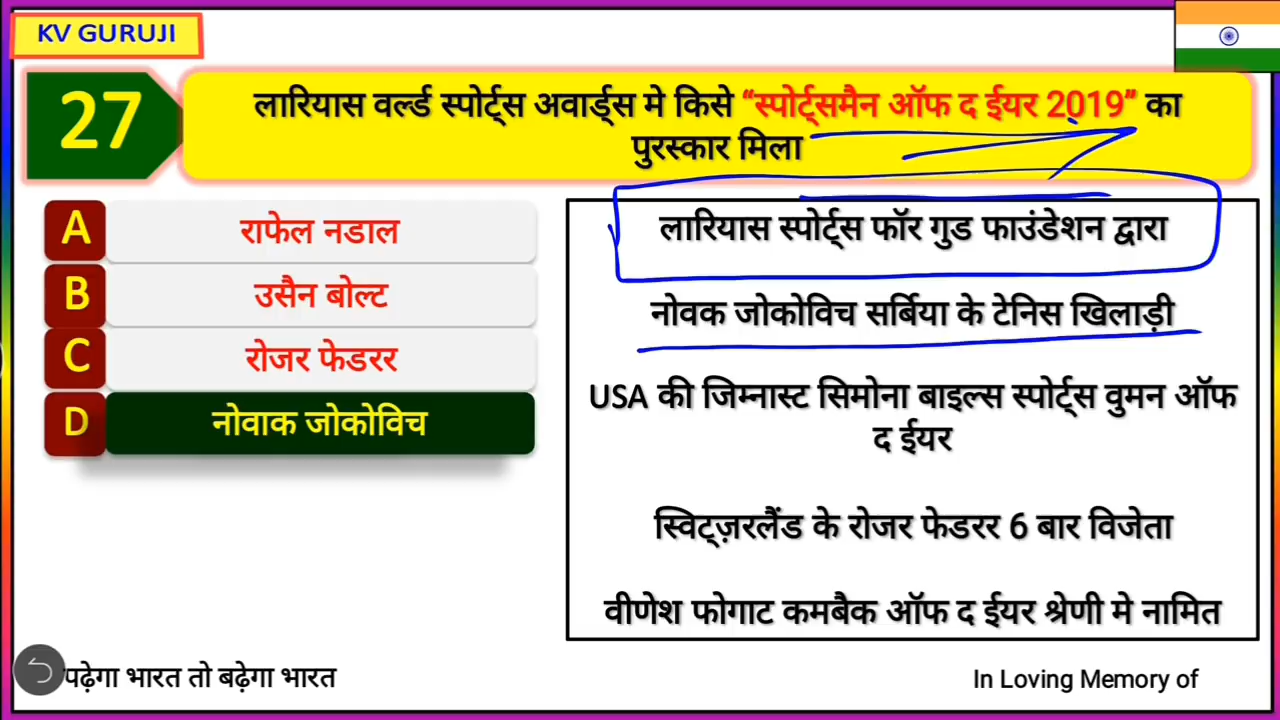 KV GURUJI
27
लारियास वर्ल्ड स्पोर्ट्स अवार्ड्स मे किसे “स्पोर्ट्समैन ऑफ द ईयर 2019” का
पुरस्कार मिला
A राफेल नडाल
B उसैन बोल्ट
C रोजर फेडरर
D नोवाक जोकोविच
लारियास स्पोर्ट्स फॉर गुड फाउंडेशन द्वारा
नोवक जोकोविच सर्बिया के टेनिस खिलाड़ी
USA की जिम्नास्ट सिमोना बाइल्स स्पोर्ट्स वुमन ऑफ
द ईयर
स्विट्ज़रलैंड के रोजर फेडरर 6 बार विजेता
वीणेश फोगाट कमबैक ऑफ द ईयर श्रेणी मे नामित
पढ़ेगा भारत तो बढ़ेगा भारत
In Loving Memory of